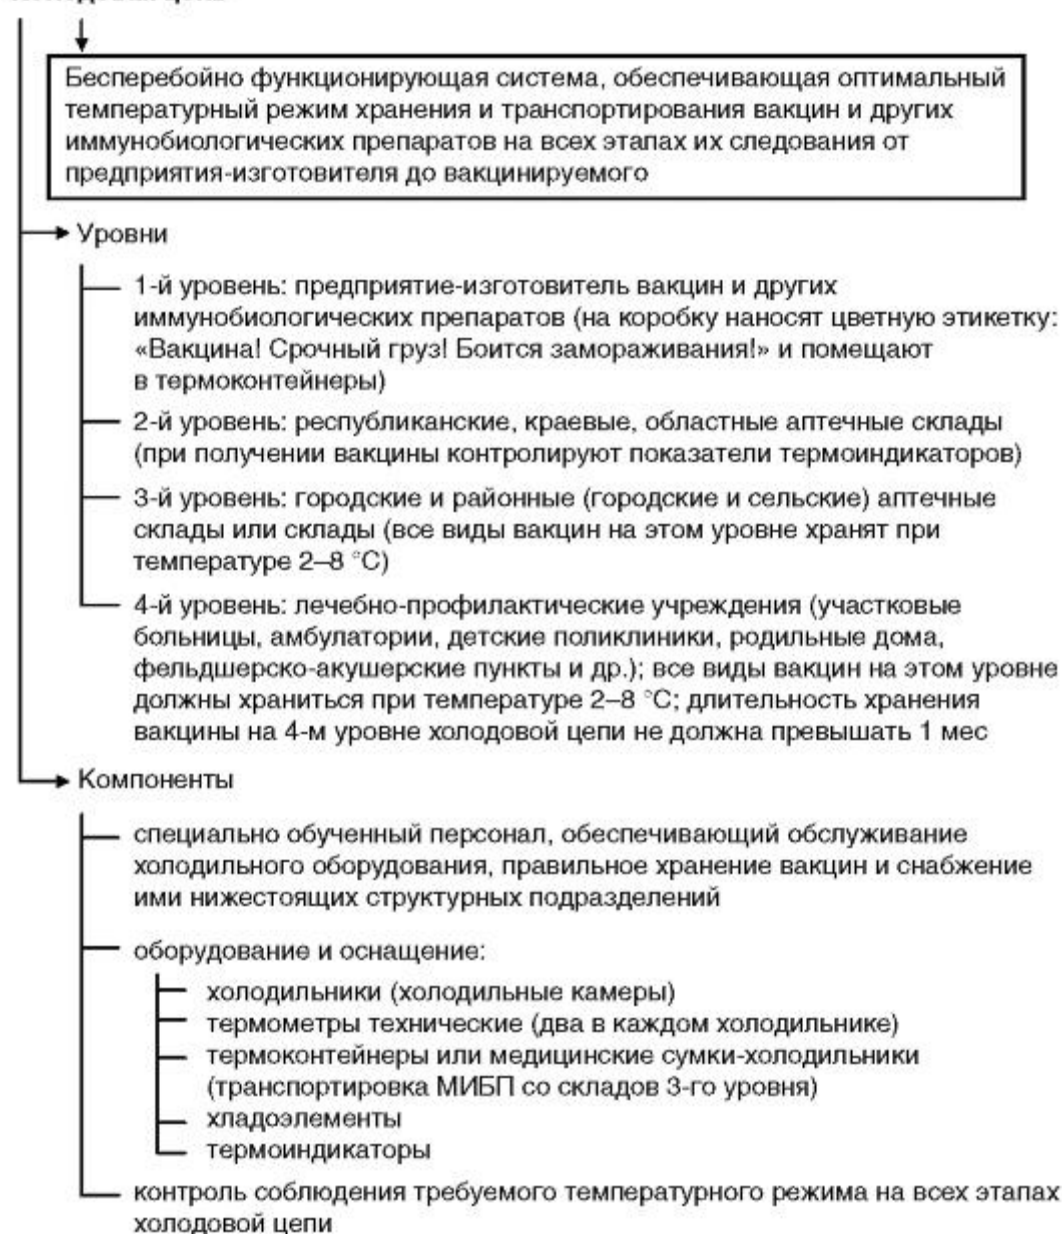 Бесперебойно функционирующая система, обеспечивающая оптимальный
температурный режим хранения и транспортирования вакцин и других
иммунобиологических препаратов на всех этапах их следования от
предприятия-изготовителя до вакцинируемого
Уровни
1-й уровень: предприятие-изготовитель вакцин и других
иммунобиологических препаратов (на коробку наносят цветную этикетку:
«Вакцина! Срочный груз! Боится замораживания!» и помещают
в термоконтейнеры)
2-й уровень: республиканские, краевые, областные аптечные склады
(при получении вакцины контролируют показатели термоиндикаторов)
3-й уровень: городские и районные (городские и сельские) аптечные
склады или склады (все виды вакцин на этом уровне хранят при
температуре 2–8 °C)
4-й уровень: лечебно-профилактические учреждения (участковые
больницы, амбулатории, детские поликлиники, родильные дома,
фельдшерско-акушерские пункты и др.); все виды вакцин на этом уровне
должны храниться при температуре 2–8 °C; длительность хранения
вакцины на 4-м уровне холодовой цепи не должна превышать 1 мес
Компоненты
специально обученный персонал, обеспечивающий обслуживание
холодильного оборудования, правильное хранение вакцин и снабжение
ими нижестоящих структурных подразделений
оборудование и оснащение:
холодильники (холодильные камеры)
термометры технические (два в каждом холодильнике)
термоконтейнеры или медицинские сумки-холодильники
(транспортировка МИБП со складов 3-го уровня)
хладоэлементы
термоиндикаторы
контроль соблюдения требуемого температурного режима на всех этапах
холодовой цепи